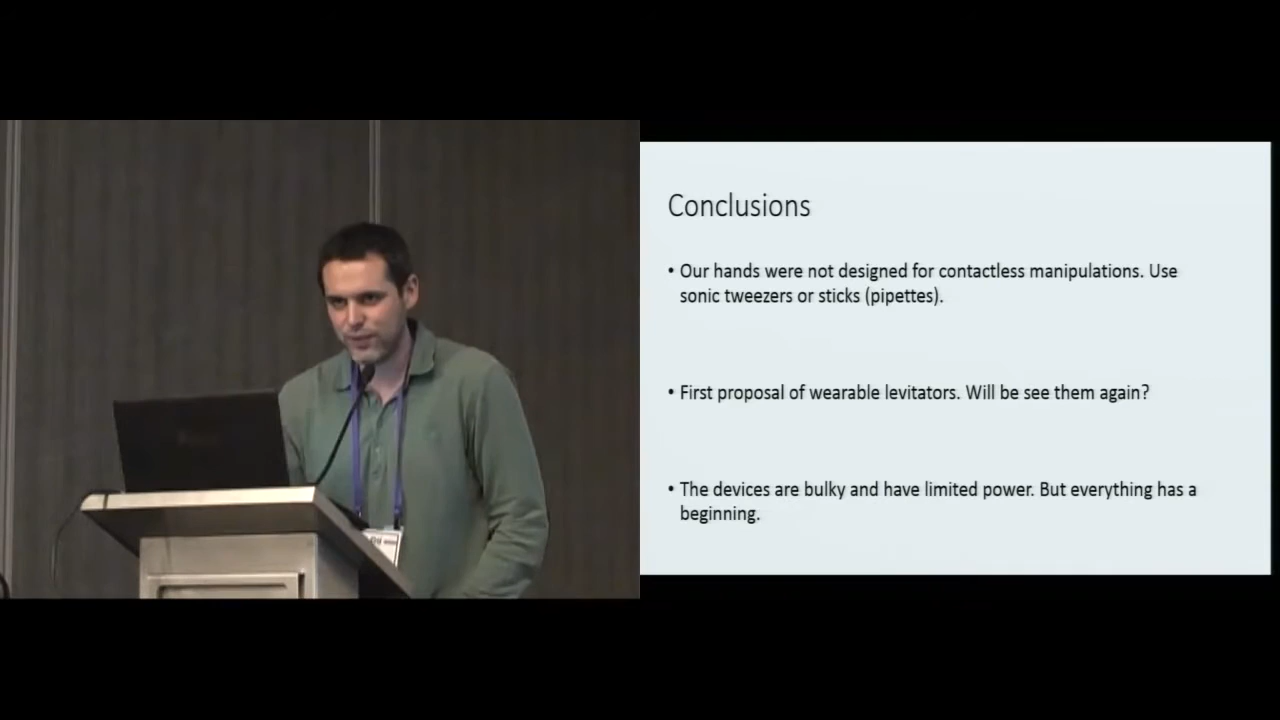 Conclusions
• Our hands were not designed for contactless manipulations. Use
sonic tweezers or sticks (pipettes).
• First proposal of wearable levitators. Will be see them again?
• The devices are bulky and have limited power. But everything has a
beginning.